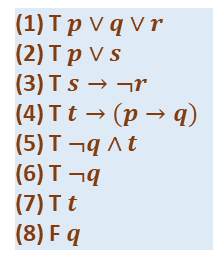 (1) T p ∨ q ∨ r
(2) T p ∨ s
(3) T s → ¬r
(4) T t → (p → q)
(5) T ¬q ∧ t
(6) T ¬q
(7) T t
(8) F q